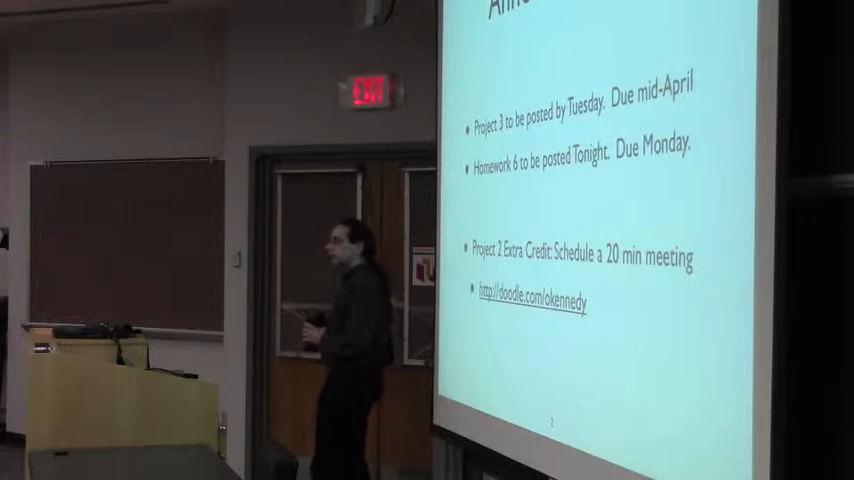 EXIT
• Project 3 to be posted by Tuesday. Due mid-April
• Homework 6 to be posted Tonight. Due Monday.
• Project 2 Extra Credit: Schedule a 20 min meeting
• http://doodle.com/okennedy
2